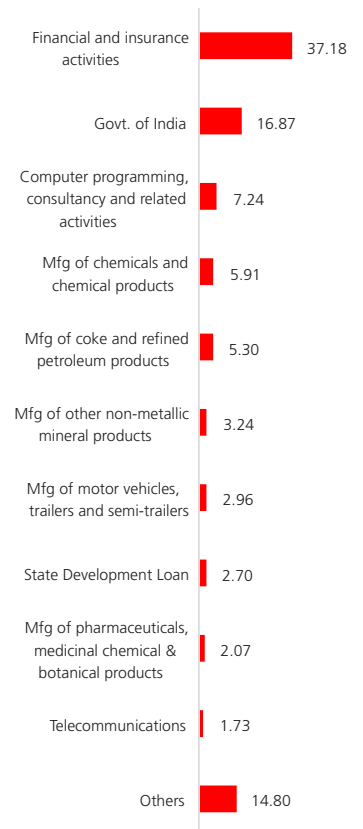 Financial and insurance
activities
37.18
Govt. of India
16.87
Computer programming,
consultancy and related
activities
7.24
Mfg of chemicals and
chemical products
5.91
Mfg of coke and refined
petroleum products
5.30
Mfg of other non-metallic
mineral products
3.24
Mfg of motor vehicles,
trailers and semi-trailers
2.96
State Development Loan
2.70
Mfg of pharmaceuticals,
medicinal chemical &
botanical products
2.07
Telecommunications
1.73
Others
14.80